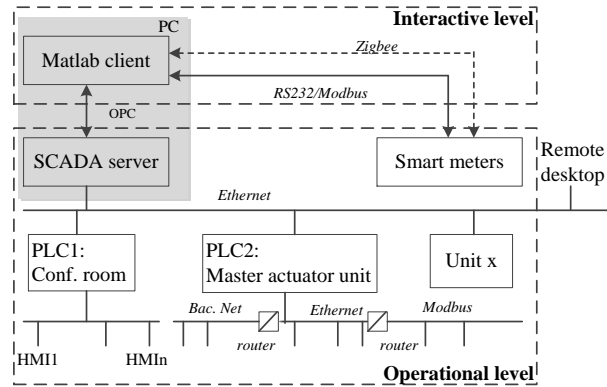 PC
Interactive level
Matlab client
Zigbee
RS232/Modbus
OPC
SCADA server
Smart meters
Remote
desktop
Ethernet
PLC1:
Conf. room
PLC2:
Master actuator unit
Unit x
Bac. Net
Ethernet
Modbus
router
router
HMI1
HMIn
Operational level